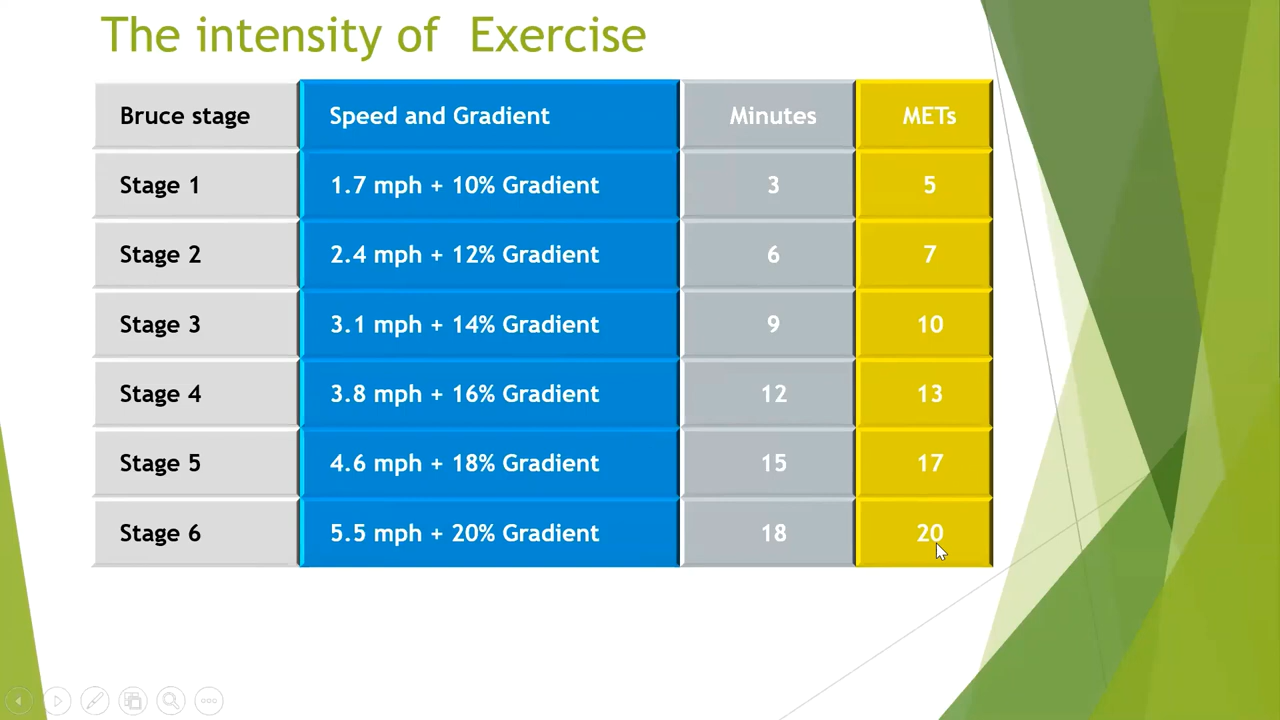 The intensity of  Exercise
Bruce stage Speed and Gradient Minutes METs
Stage 1 1.7 mph + 10% Gradient 3 5
Stage 2 2.4 mph + 12% Gradient 6 7
Stage 3 3.1 mph + 14% Gradient 9 10
Stage 4 3.8 mph + 16% Gradient 12 13
Stage 5 4.6 mph + 18% Gradient 15 17
Stage 6 5.5 mph + 20% Gradient 18 20